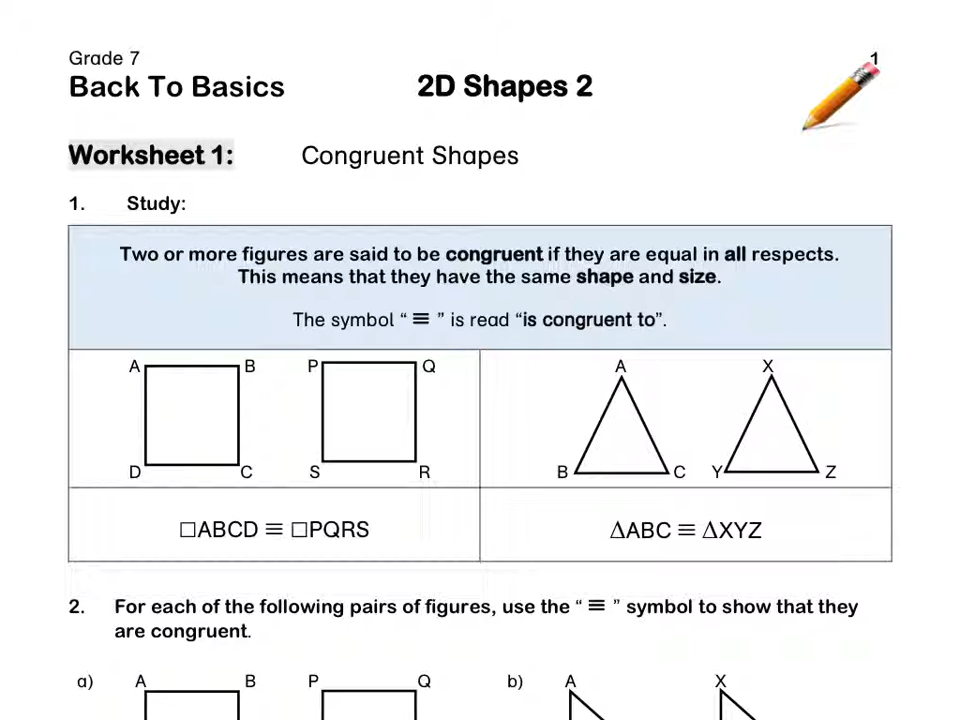 Grade 7
1
Back To Basics 2D Shapes 2
Worksheet 1: Congruent Shapes
1. Study:
Two or more figures are said to be congruent if they are equal in all respects.
This means that they have the same shape and size.
The symbol “ ≡ ” is read “is congruent to”.
A B P Q A X
D C S R B C Y Z
□ABCD ≡ □PQRS ΔABC ≡ ΔXYZ
2. For each of the following pairs of figures, use the “ ≡ ” symbol to show that they
are congruent.
a) A B P Q b) A X